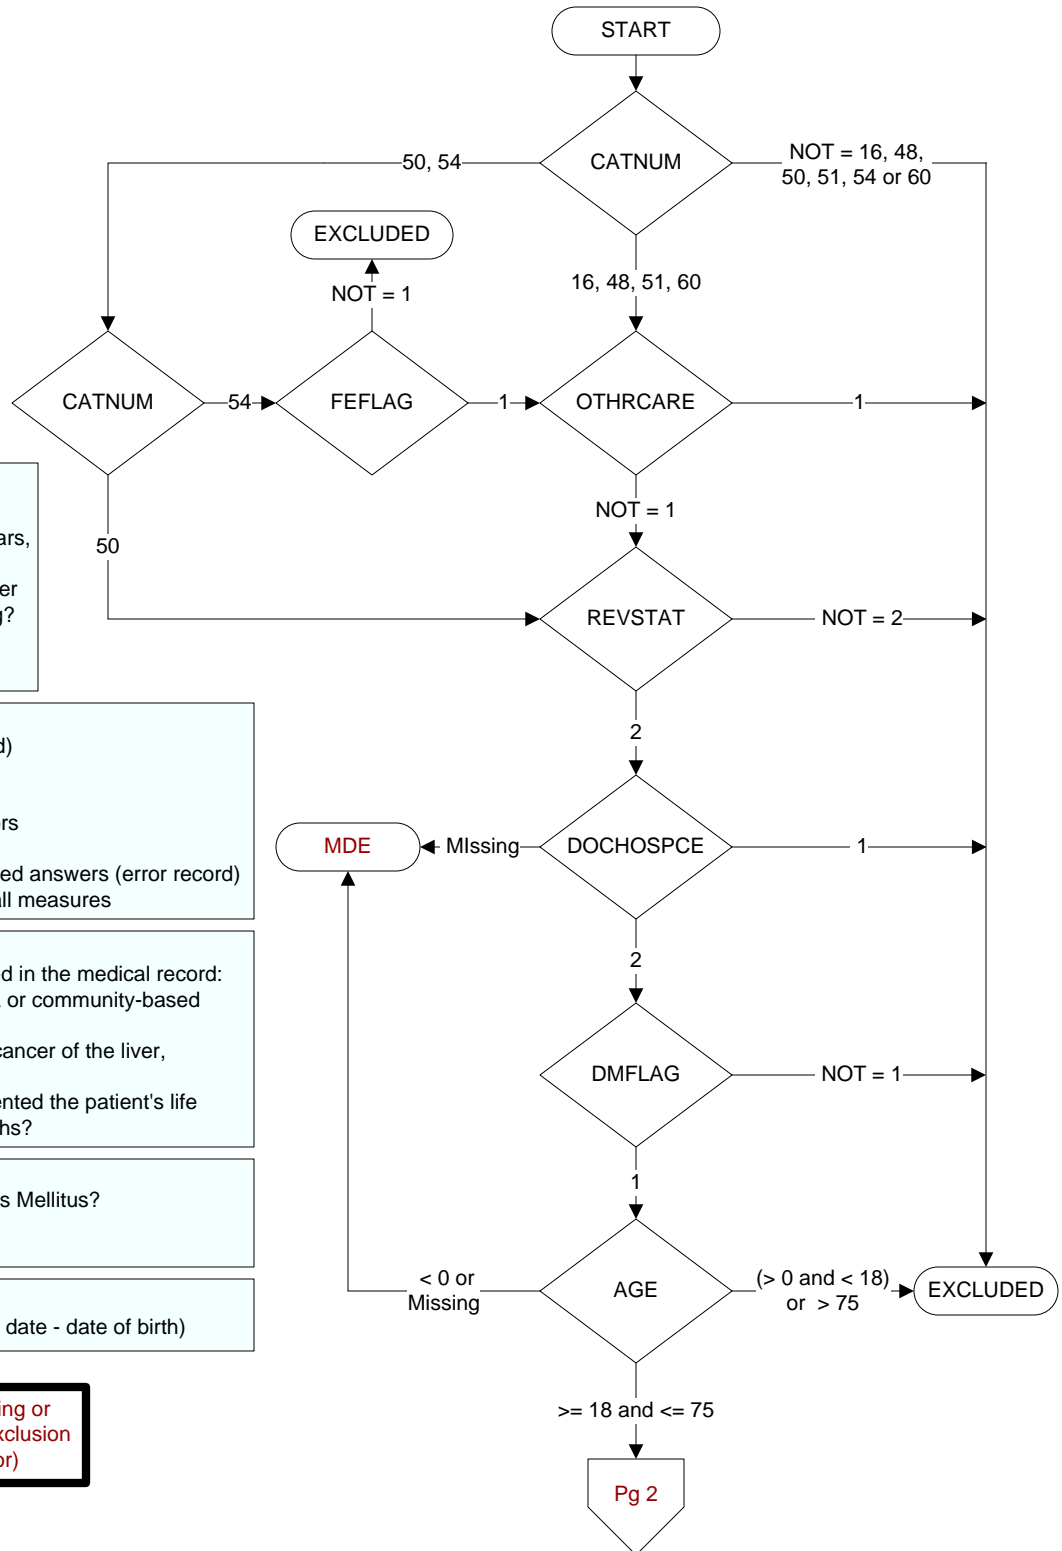 START
CATNUM
50, 54
NOT = 16, 48,
50, 51, 54 or 60
EXCLUDED
NOT = 1
16, 48, 51, 60
CATNUM
54
FEFLAG
1
OTHRCARE
1
NOT = 1
50
REVSTAT
NOT = 2
2
MDE
MIssing
DOCHOSPCE
1
2
DMFLAG
NOT = 1
1
< 0 or
Missing
AGE
(> 0 and < 18)
or > 75
EXCLUDED
>= 18 and <= 75
Pg 2
ars,
er
g?
d)
ors
ed answers (error record)
all measures
ed in the medical record:
or community-based
cancer of the liver,
ented the patient's life
hs?
s Mellitus?
date - date of birth)
ing or
xclusion
or)